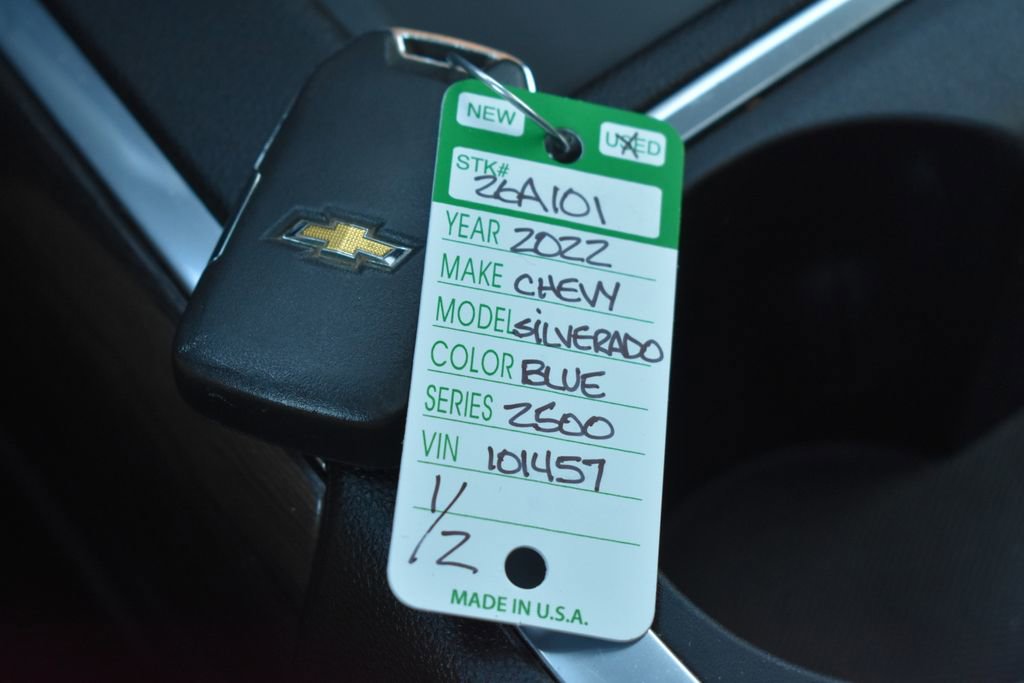 NEW USED
STK# 26A101
YEAR 2022
MAKE CHEVY
MODEL SILVERADO
COLOR BLUE
SERIES 2500
VIN 101457
1/2
MADE IN U.S.A.